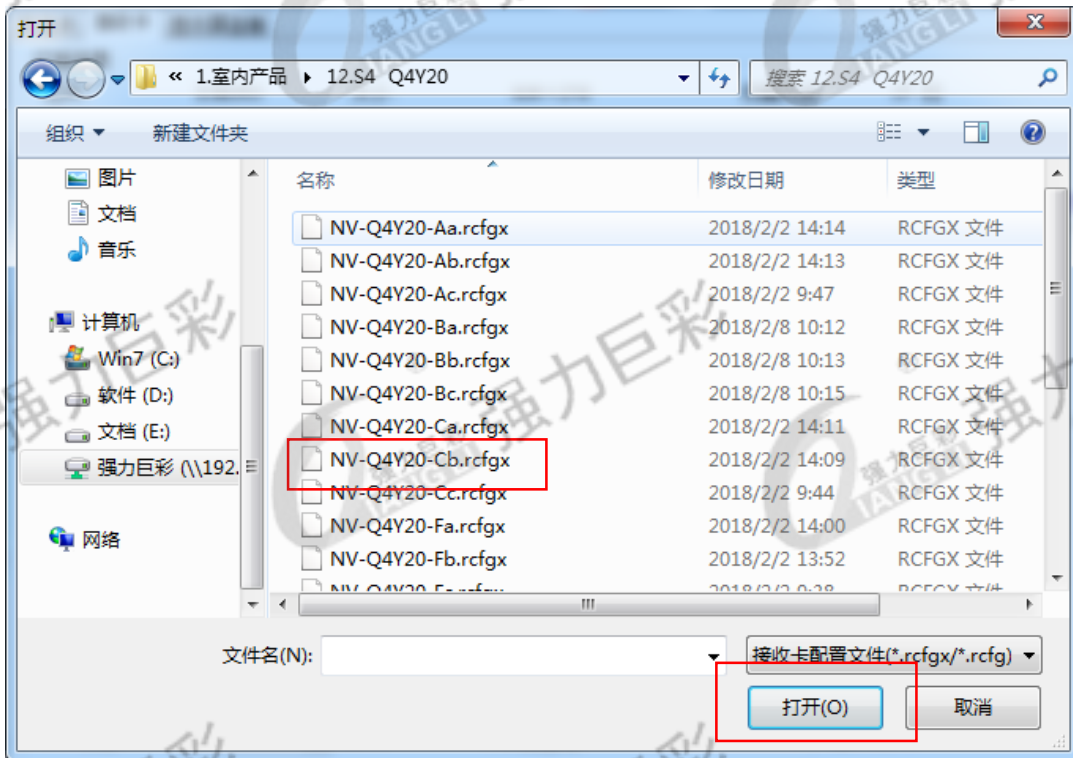 打开
« 1.室内产品 ▸ 12.S4 Q4Y20
搜索 12.S4 Q4Y20
组织 新建文件夹
图片
文档
音乐
计算机
Win7 (C:)
软件 (D:)
文档 (E:)
强力巨彩 (\\192.
网络
名称 修改日期 类型
NV-Q4Y20-Aa.rcfgx 2018/2/2 14:14 RCFGX 文件
NV-Q4Y20-Ab.rcfgx 2018/2/2 14:13 RCFGX 文件
NV-Q4Y20-Ac.rcfgx 2018/2/2 9:47 RCFGX 文件
NV-Q4Y20-Ba.rcfgx 2018/2/8 10:12 RCFGX 文件
NV-Q4Y20-Bb.rcfgx 2018/2/8 10:13 RCFGX 文件
NV-Q4Y20-Bc.rcfgx 2018/2/8 10:15 RCFGX 文件
NV-Q4Y20-Ca.rcfgx 2018/2/2 14:11 RCFGX 文件
NV-Q4Y20-Cb.rcfgx 2018/2/2 14:09 RCFGX 文件
NV-Q4Y20-Cc.rcfgx 2018/2/2 9:44 RCFGX 文件
NV-Q4Y20-Fa.rcfgx 2018/2/2 14:00 RCFGX 文件
NV-Q4Y20-Fb.rcfgx 2018/2/2 13:52 RCFGX 文件
文件名(N):
接收卡配置文件(*.rcfgx/*.rcfg)
打开(O) 取消
强力巨彩
QIANGLI